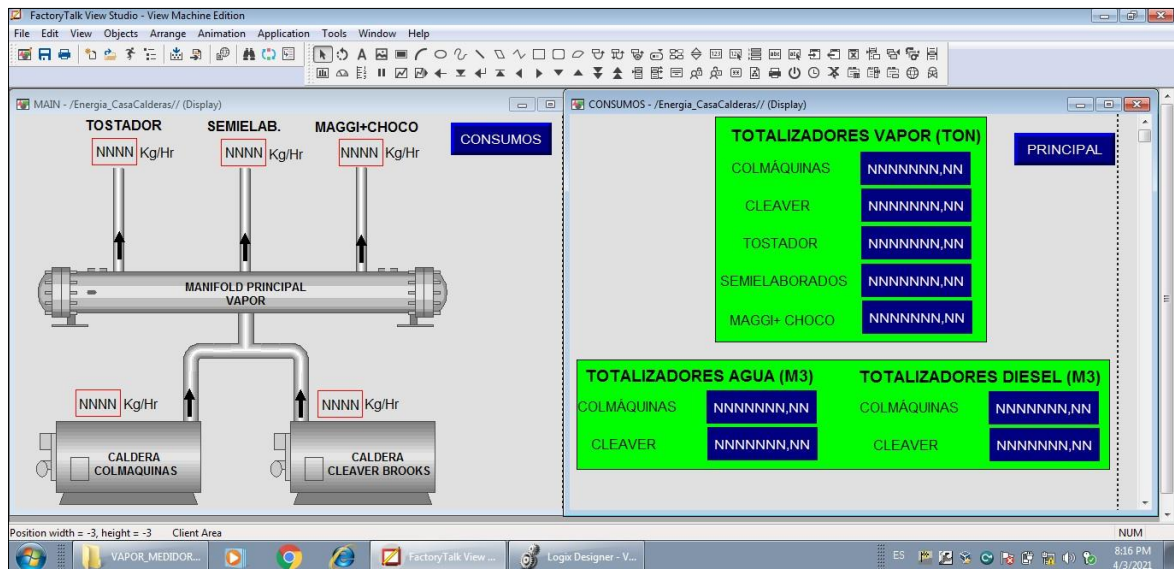 FactoryTalk View Studio - View Machine Edition
File Edit View Objects Arrange Animation Application Tools Window Help
MAIN - /Energia_CasaCalderas// (Display)
TOSTADOR SEMIELAB. MAGGI+CHOCO
NNNN Kg/Hr NNNN Kg/Hr NNNN Kg/Hr
CONSUMOS
MANIFOLD PRINCIPAL
VAPOR
NNNN Kg/Hr NNNN Kg/Hr
CALDERA
COLMAQUINAS
CALDERA
CLEAVER BROOKS
CONSUMOS - /Energia_CasaCalderas// (Display)
TOTALIZADORES VAPOR (TON)
PRINCIPAL
COLMÁQUINAS NNNNNNN,NN
CLEAVER NNNNNNN,NN
TOSTADOR NNNNNNN,NN
SEMIELABORADOS NNNNNNN,NN
MAGGI+ CHOCO NNNNNNN,NN
TOTALIZADORES AGUA (M3)
COLMÁQUINAS NNNNNNN,NN
CLEAVER NNNNNNN,NN
TOTALIZADORES DIESEL (M3)
COLMÁQUINAS NNNNNNN,NN
CLEAVER NNNNNNN,NN
Position width = -3, height = -3 Client Area
NUM
VAPOR_MEDIDOR... FactoryTalk View ... Logix Designer - V...
ES
8:16 PM
4/3/2021